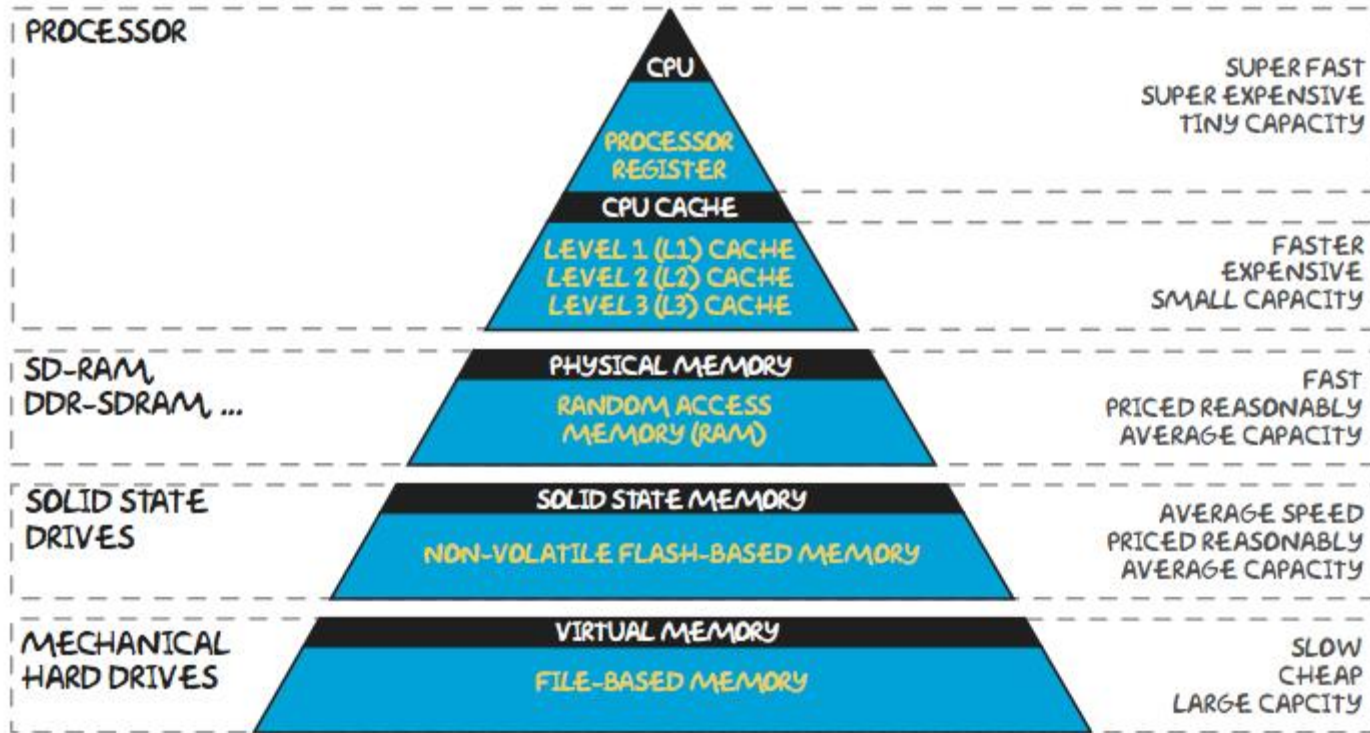 PROCESSOR
CPU
SUPER FAST
SUPER EXPENSIVE
TINY CAPACITY
PROCESSOR
REGISTER
CPU CACHE
LEVEL 1 (L1) CACHE
LEVEL 2 (L2) CACHE
LEVEL 3 (L3) CACHE
FASTER
EXPENSIVE
SMALL CAPACITY
SD-RAM,
DDR-SDRAM, ...
PHYSICAL MEMORY
RANDOM ACCESS
MEMORY (RAM)
FAST
PRICED REASONABLY
AVERAGE CAPACITY
SOLID STATE
DRIVES
SOLID STATE MEMORY
NON-VOLATILE FLASH-BASED MEMORY
AVERAGE SPEED
PRICED REASONABLY
AVERAGE CAPACITY
MECHANICAL
HARD DRIVES
VIRTUAL MEMORY
FILE-BASED MEMORY
SLOW
CHEAP
LARGE CAPCITY